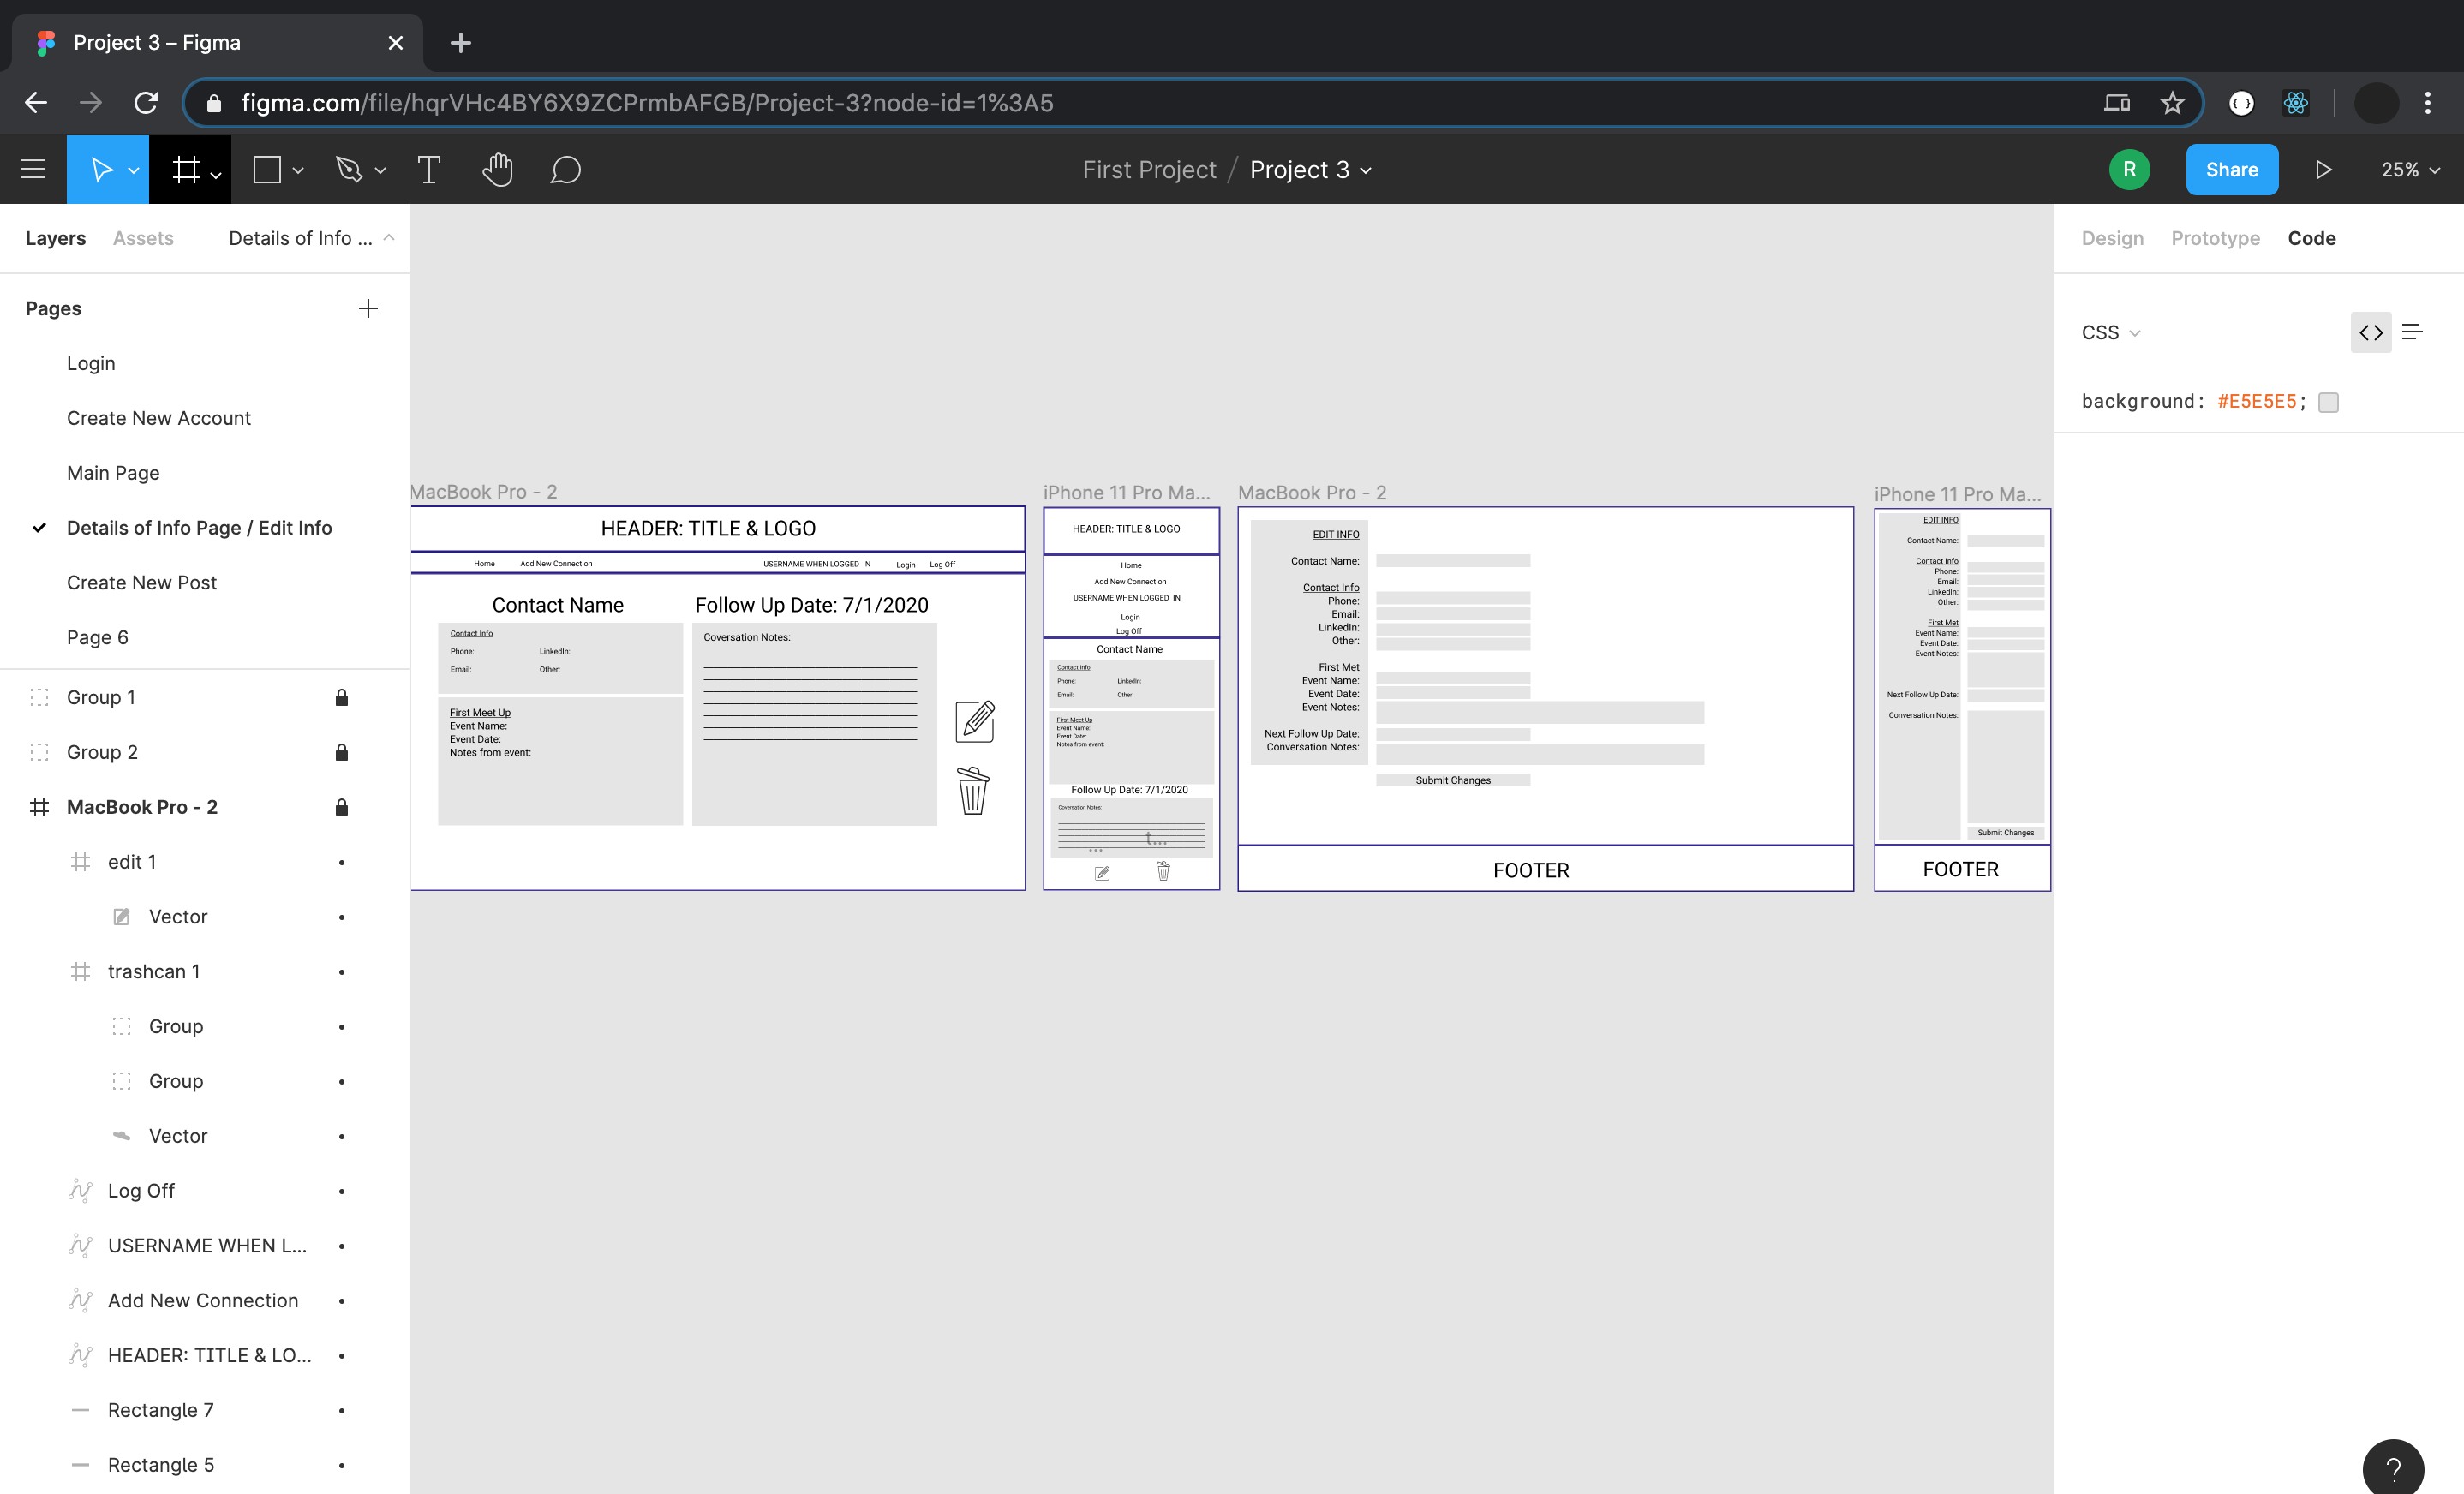 Project 3 – Figma
figma.com/file/hqrVHc4BY6X9ZCPrmbAFGB/Project-3?node-id=1%3A5
First Project / Project 3
R
Share
25%
Layers
Assets
Details of Info ...
Pages
Login
Create New Account
Main Page
Details of Info Page / Edit Info
Create New Post
Page 6
Group 1
Group 2
MacBook Pro - 2
edit 1
Vector
trashcan 1
Group
Group
Vector
Log Off
USERNAME WHEN L...
Add New Connection
HEADER: TITLE & LO...
Rectangle 7
Rectangle 5
MacBook Pro - 2
HEADER: TITLE & LOGO
Home Add New Connection USERNAME WHEN LOGGED IN Login Log Off
Contact Name
Contact Info
Phone: LinkedIn:
Email: Other:
First Meet Up
Event Name:
Event Date:
Notes from event:
Follow Up Date: 7/1/2020
Coversation Notes:
iPhone 11 Pro Ma...
HEADER: TITLE & LOGO
Home
Add New Connection
USERNAME WHEN LOGGED IN
Login
Log Off
Contact Name
Contact Info
Phone: LinkedIn:
Email: Other:
First Meet Up
Event Name:
Event Date:
Notes from event:
Follow Up Date: 7/1/2020
Coversation Notes:
...
t...
MacBook Pro - 2
EDIT INFO
Contact Name:
Contact Info
Phone:
Email:
LinkedIn:
Other:
First Met
Event Name:
Event Date:
Event Notes:
Next Follow Up Date:
Conversation Notes:
Submit Changes
FOOTER
iPhone 11 Pro Ma...
EDIT INFO
Contact Name:
Contact Info
Phone:
Email:
LinkedIn:
Other:
First Met
Event Name:
Event Date:
Event Notes:
Next Follow Up Date:
Conversation Notes:
Submit Changes
FOOTER
Design
Prototype
Code
CSS
background: #E5E5E5;
?